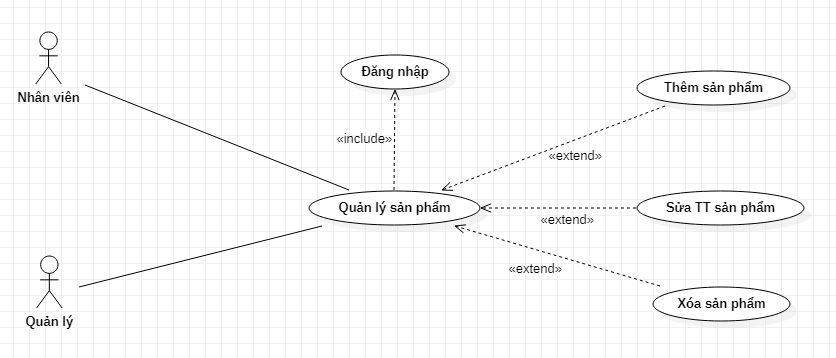 Nhân viên
Đăng nhập
Thêm sản phẩm
«include»
«extend»
Quản lý sản phẩm
Sửa TT sản phẩm
«extend»
«extend»
Xóa sản phẩm
Quản lý